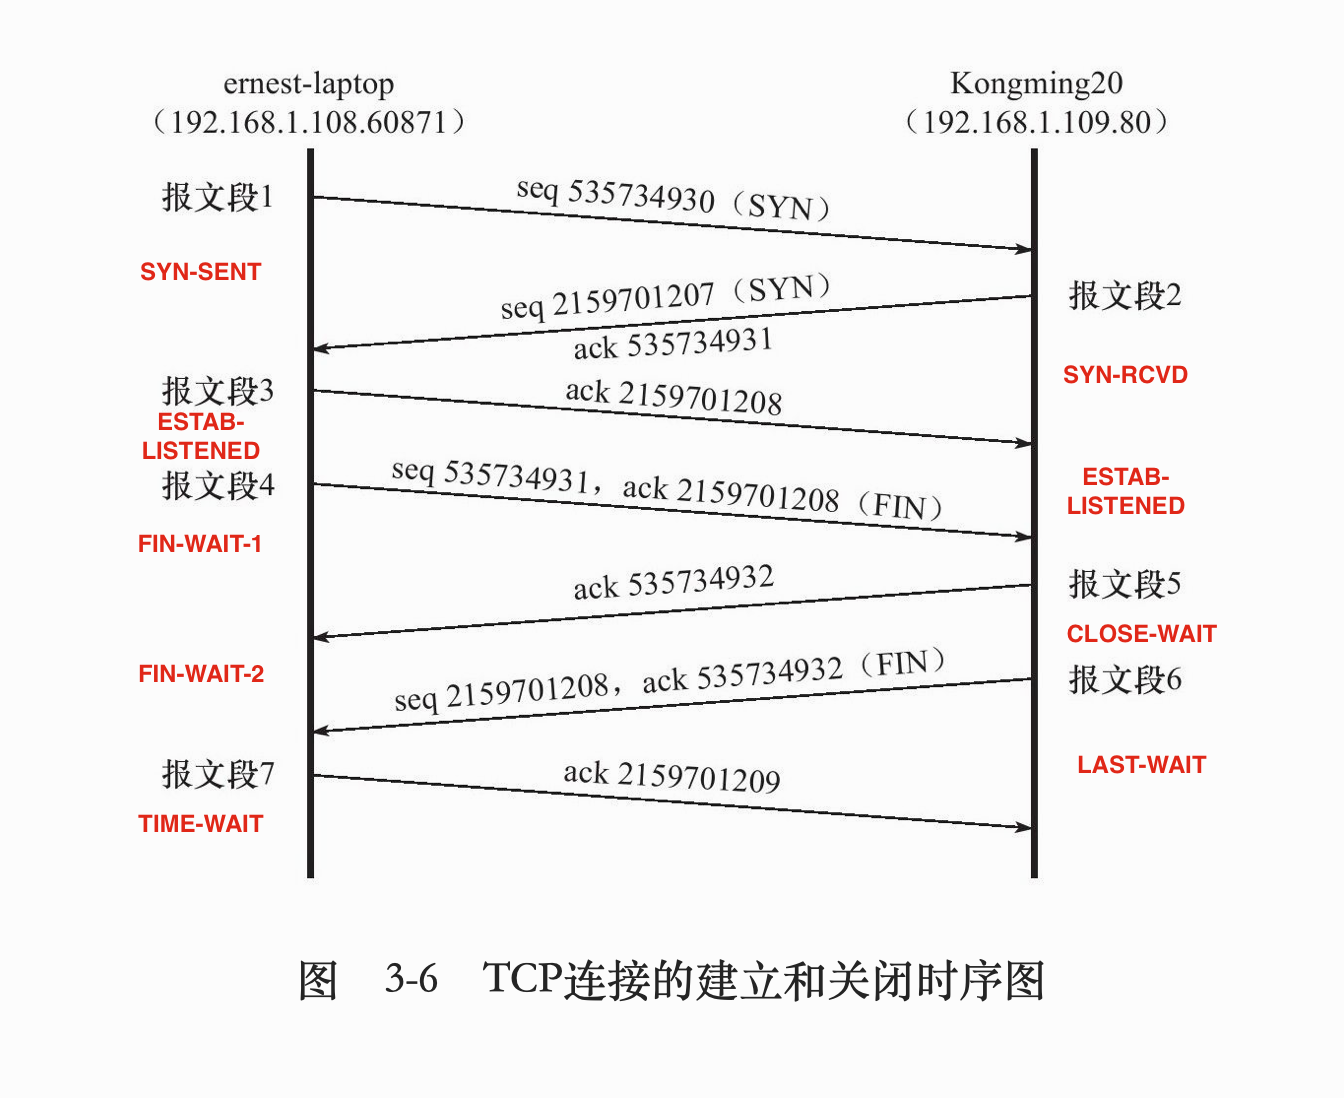 ernest-laptop
（192.168.1.108.60871）
Kongming20
（192.168.1.109.80）
报文段1
seq 535734930（SYN）
SYN-SENT
seq 2159701207（SYN）
报文段2
ack 535734931
SYN-RCVD
报文段3
ack 2159701208
ESTAB-
LISTENED
报文段4
seq 535734931，ack 2159701208（FIN）
ESTAB-
LISTENED
FIN-WAIT-1
ack 535734932
报文段5
CLOSE-WAIT
FIN-WAIT-2
seq 2159701208，ack 535734932（FIN）
报文段6
报文段7
ack 2159701209
LAST-WAIT
TIME-WAIT
图 3-6 TCP连接的建立和关闭时序图